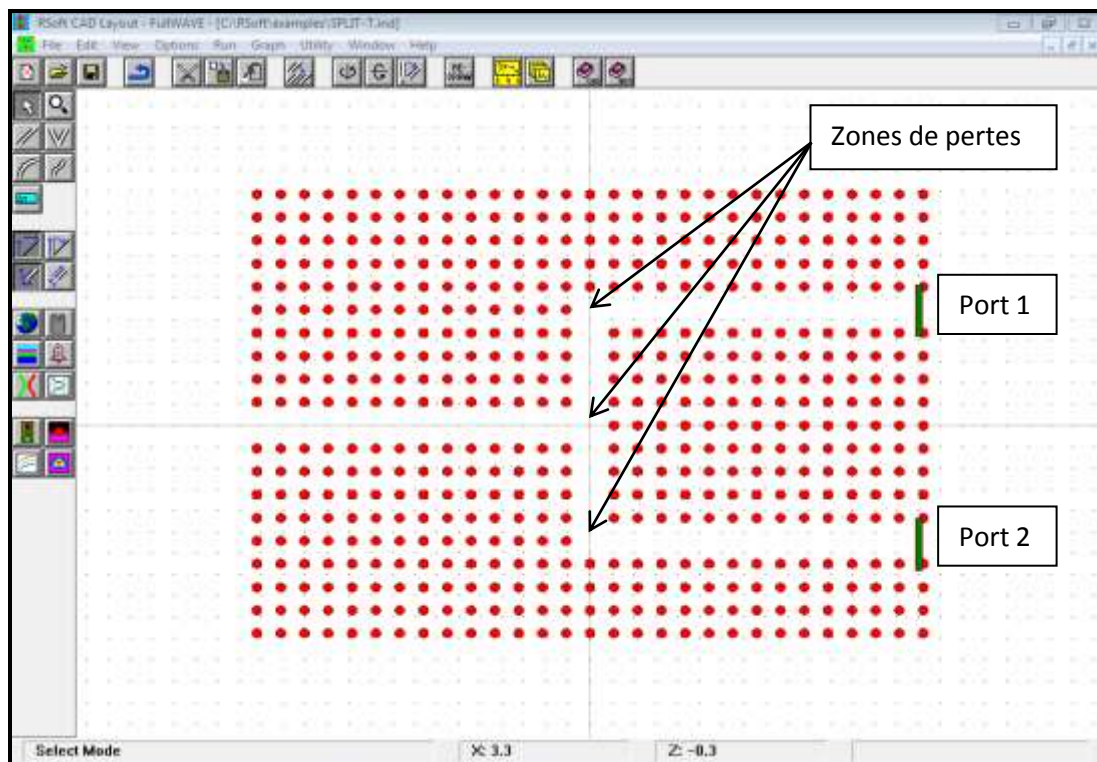 RSoft CAD Layout - FullWAVE - [C:\RSoft\examples\SPLIT-T.ind]
File Edit View Options Run Graph Utility Window Help
Zones de pertes
Port 1
Port 2
Select Mode X: 3.3 Z: -0.3